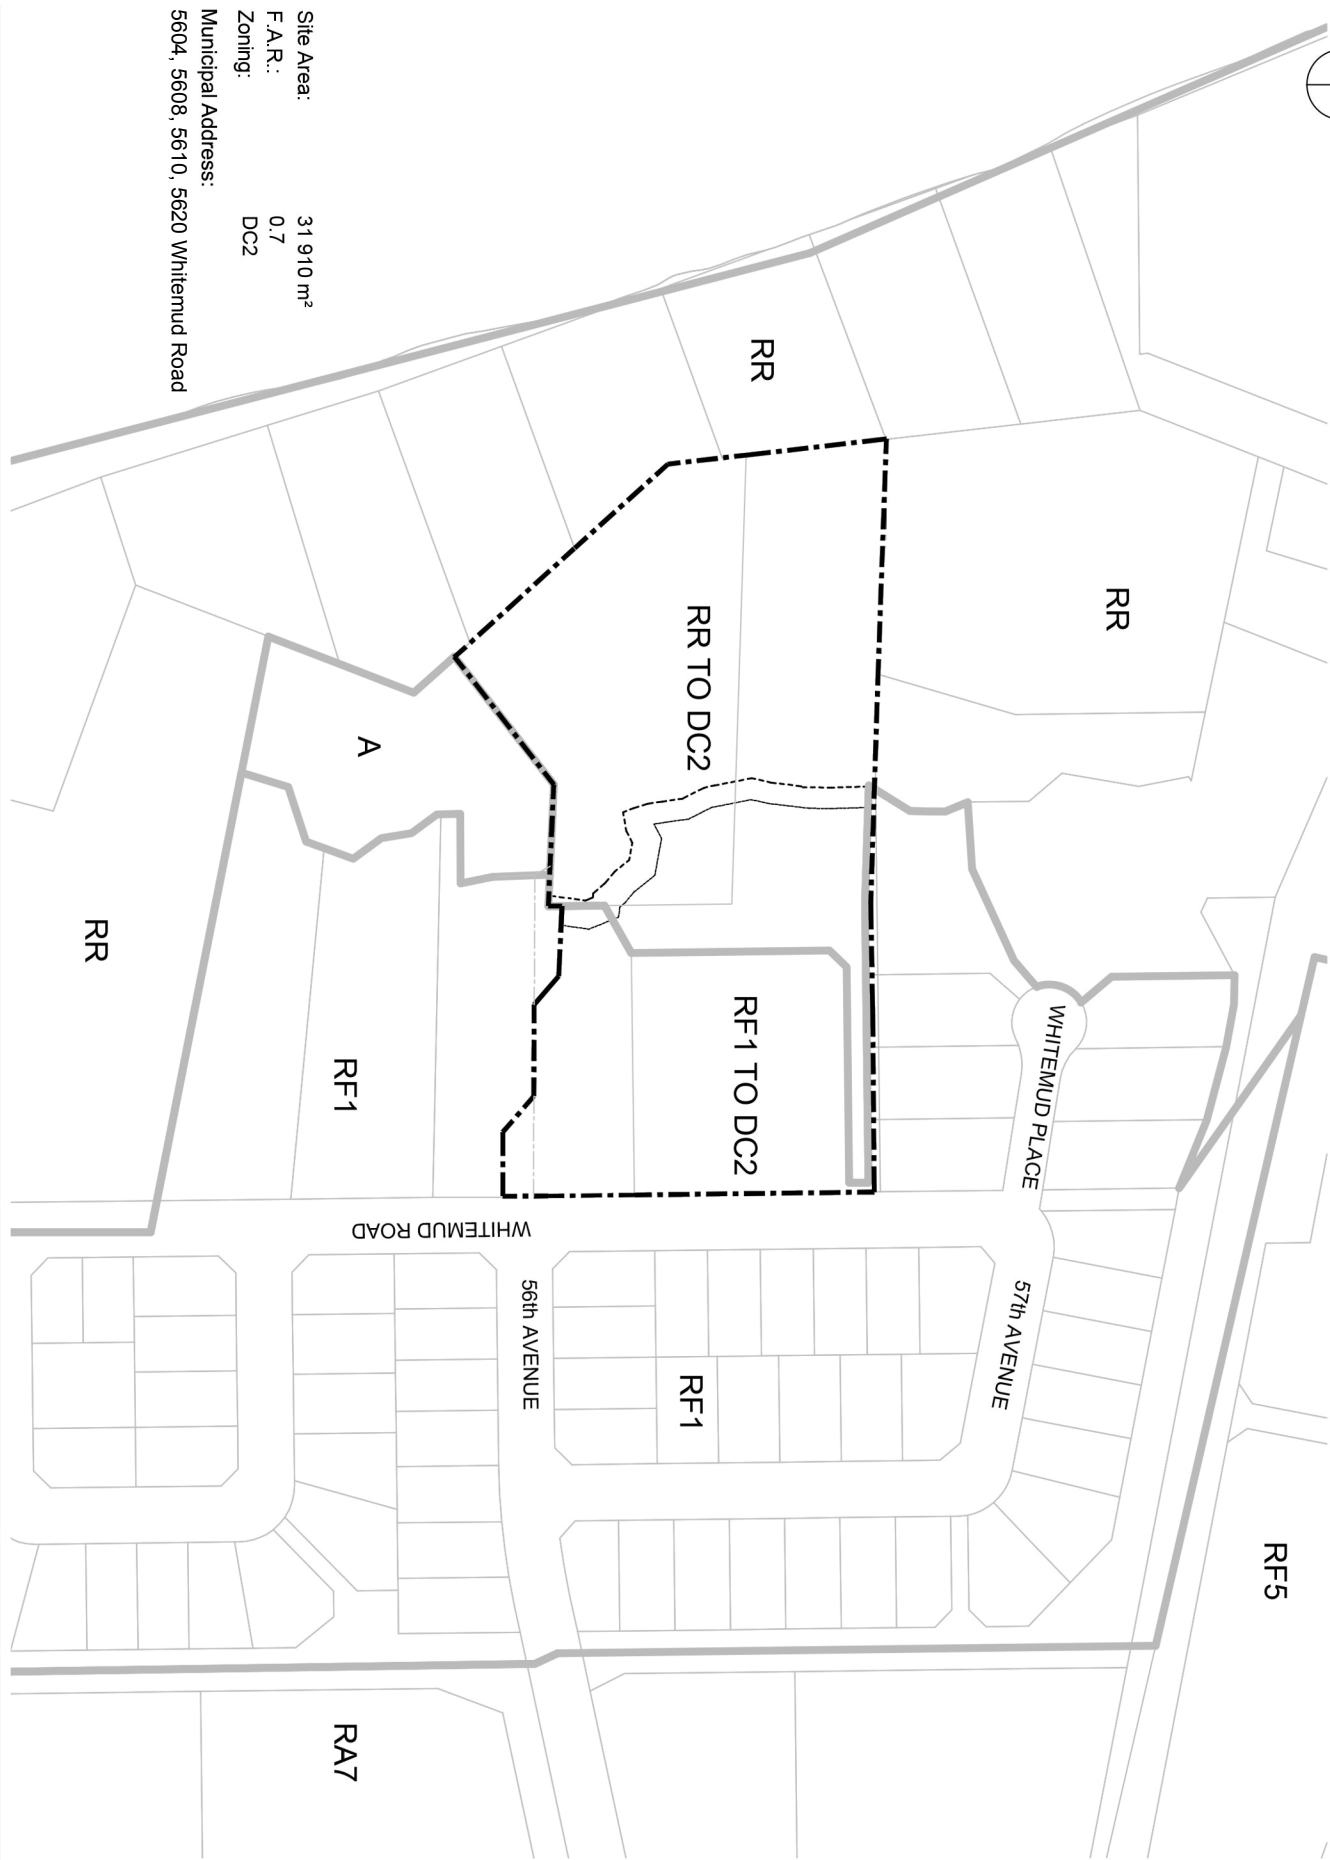 RR
RR
RR TO DC2
A
RR
RF1 TO DC2
WHITEMUD PLACE
RF1
WHITEMUD ROAD
56th AVENUE
57th AVENUE
RF1
RF5
RA7
Site Area: 31 910 m²
F.A.R.: 0.7
Zoning: DC2
Municipal Address:
5604, 5608, 5610, 5620 Whitemud Road